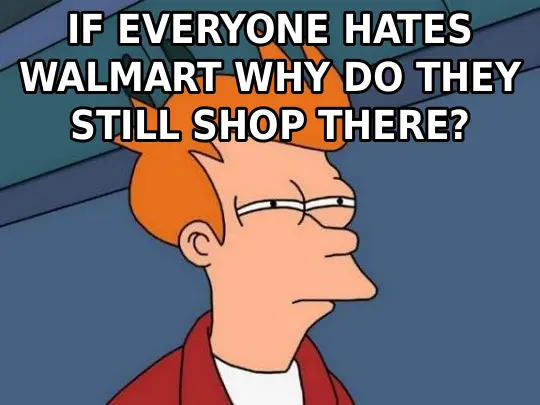 IF EVERYONE HATES
WALMART WHY DO THEY
STILL SHOP THERE?